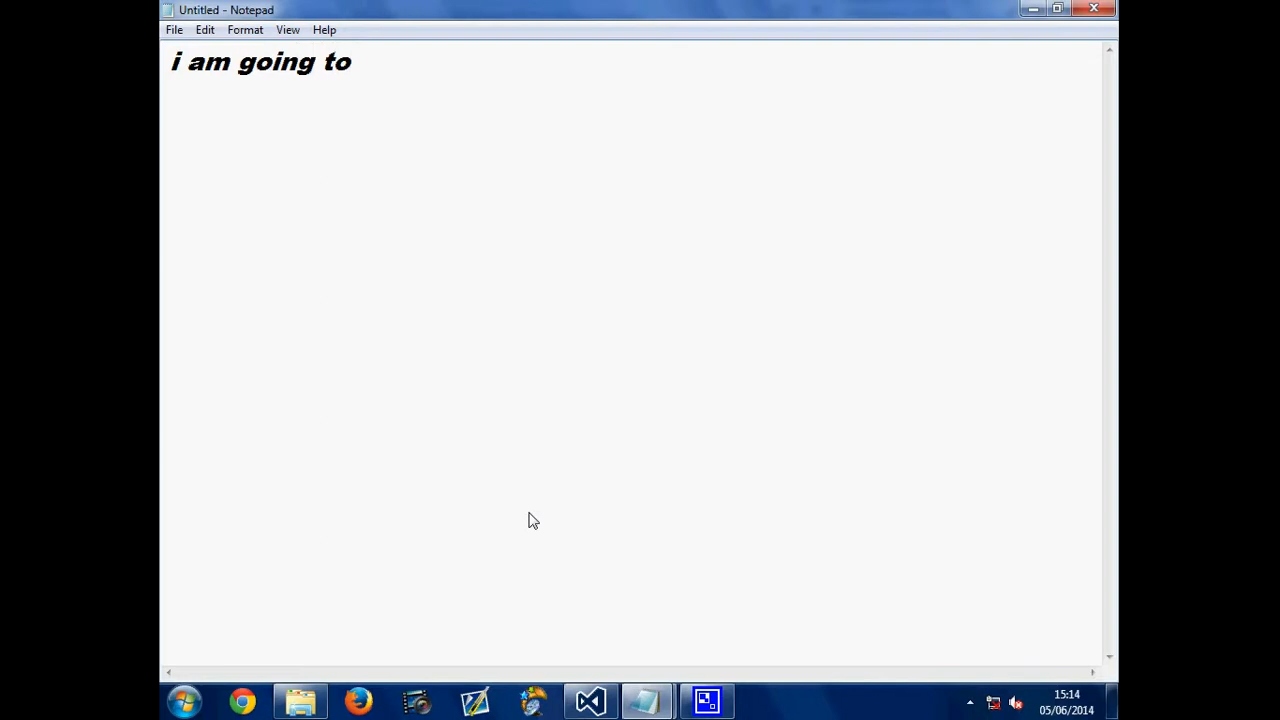 Untitled - Notepad
File Edit Format View Help
i am going to
15:14
05/06/2014